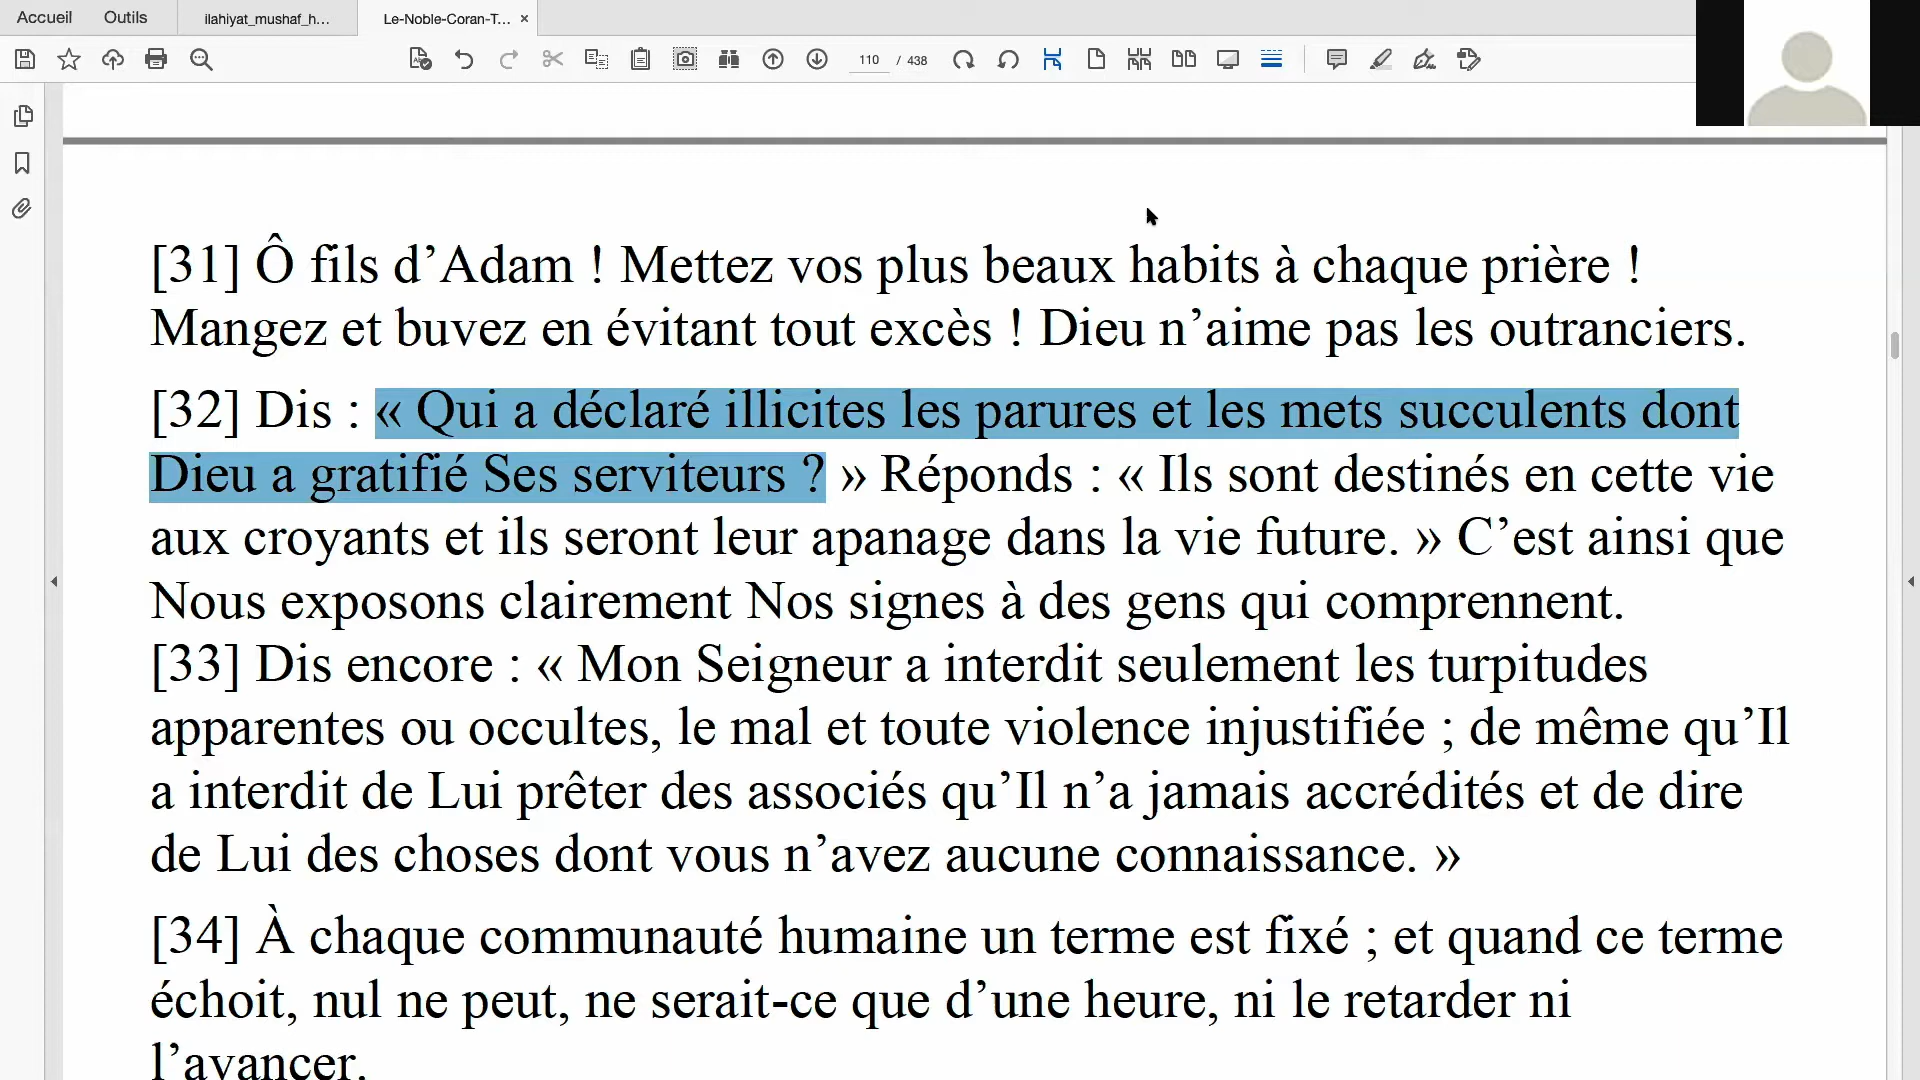 Accueil Outils ilahiyat_mushaf_h... Le-Noble-Coran-T... ×
110 / 438
[31] Ô fils d’Adam ! Mettez vos plus beaux habits à chaque prière !
Mangez et buvez en évitant tout excès ! Dieu n’aime pas les outranciers.
[32] Dis : « Qui a déclaré illicites les parures et les mets succulents dont
Dieu a gratifié Ses serviteurs ? » Réponds : « Ils sont destinés en cette vie
aux croyants et ils seront leur apanage dans la vie future. » C’est ainsi que
Nous exposons clairement Nos signes à des gens qui comprennent.
[33] Dis encore : « Mon Seigneur a interdit seulement les turpitudes
apparentes ou occultes, le mal et toute violence injustifiée ; de même qu’Il
a interdit de Lui prêter des associés qu’Il n’a jamais accrédités et de dire
de Lui des choses dont vous n’avez aucune connaissance. »
[34] À chaque communauté humaine un terme est fixé ; et quand ce terme
échoit, nul ne peut, ne serait-ce que d’une heure, ni le retarder ni
l’avancer.